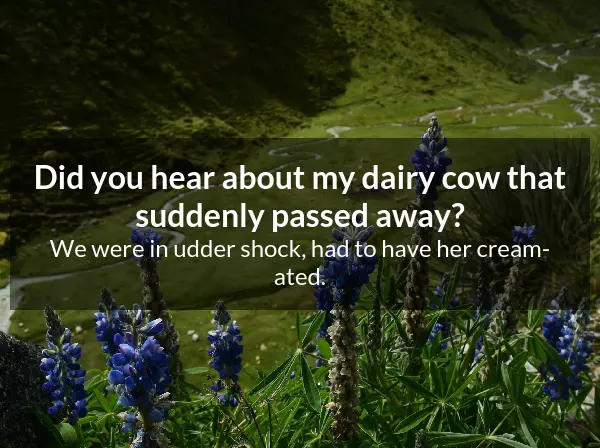 Did you hear about my dairy cow that
suddenly passed away?
We were in udder shock, had to have her cream-
ated.